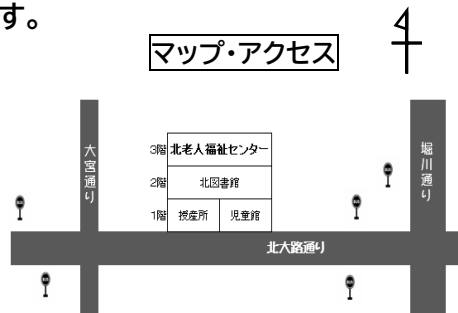 す。
マップ・アクセス
大宮通り
3階 北老人福祉センター
2階 北図書館
1階 授産所 児童館
堀川通り
北大路通り